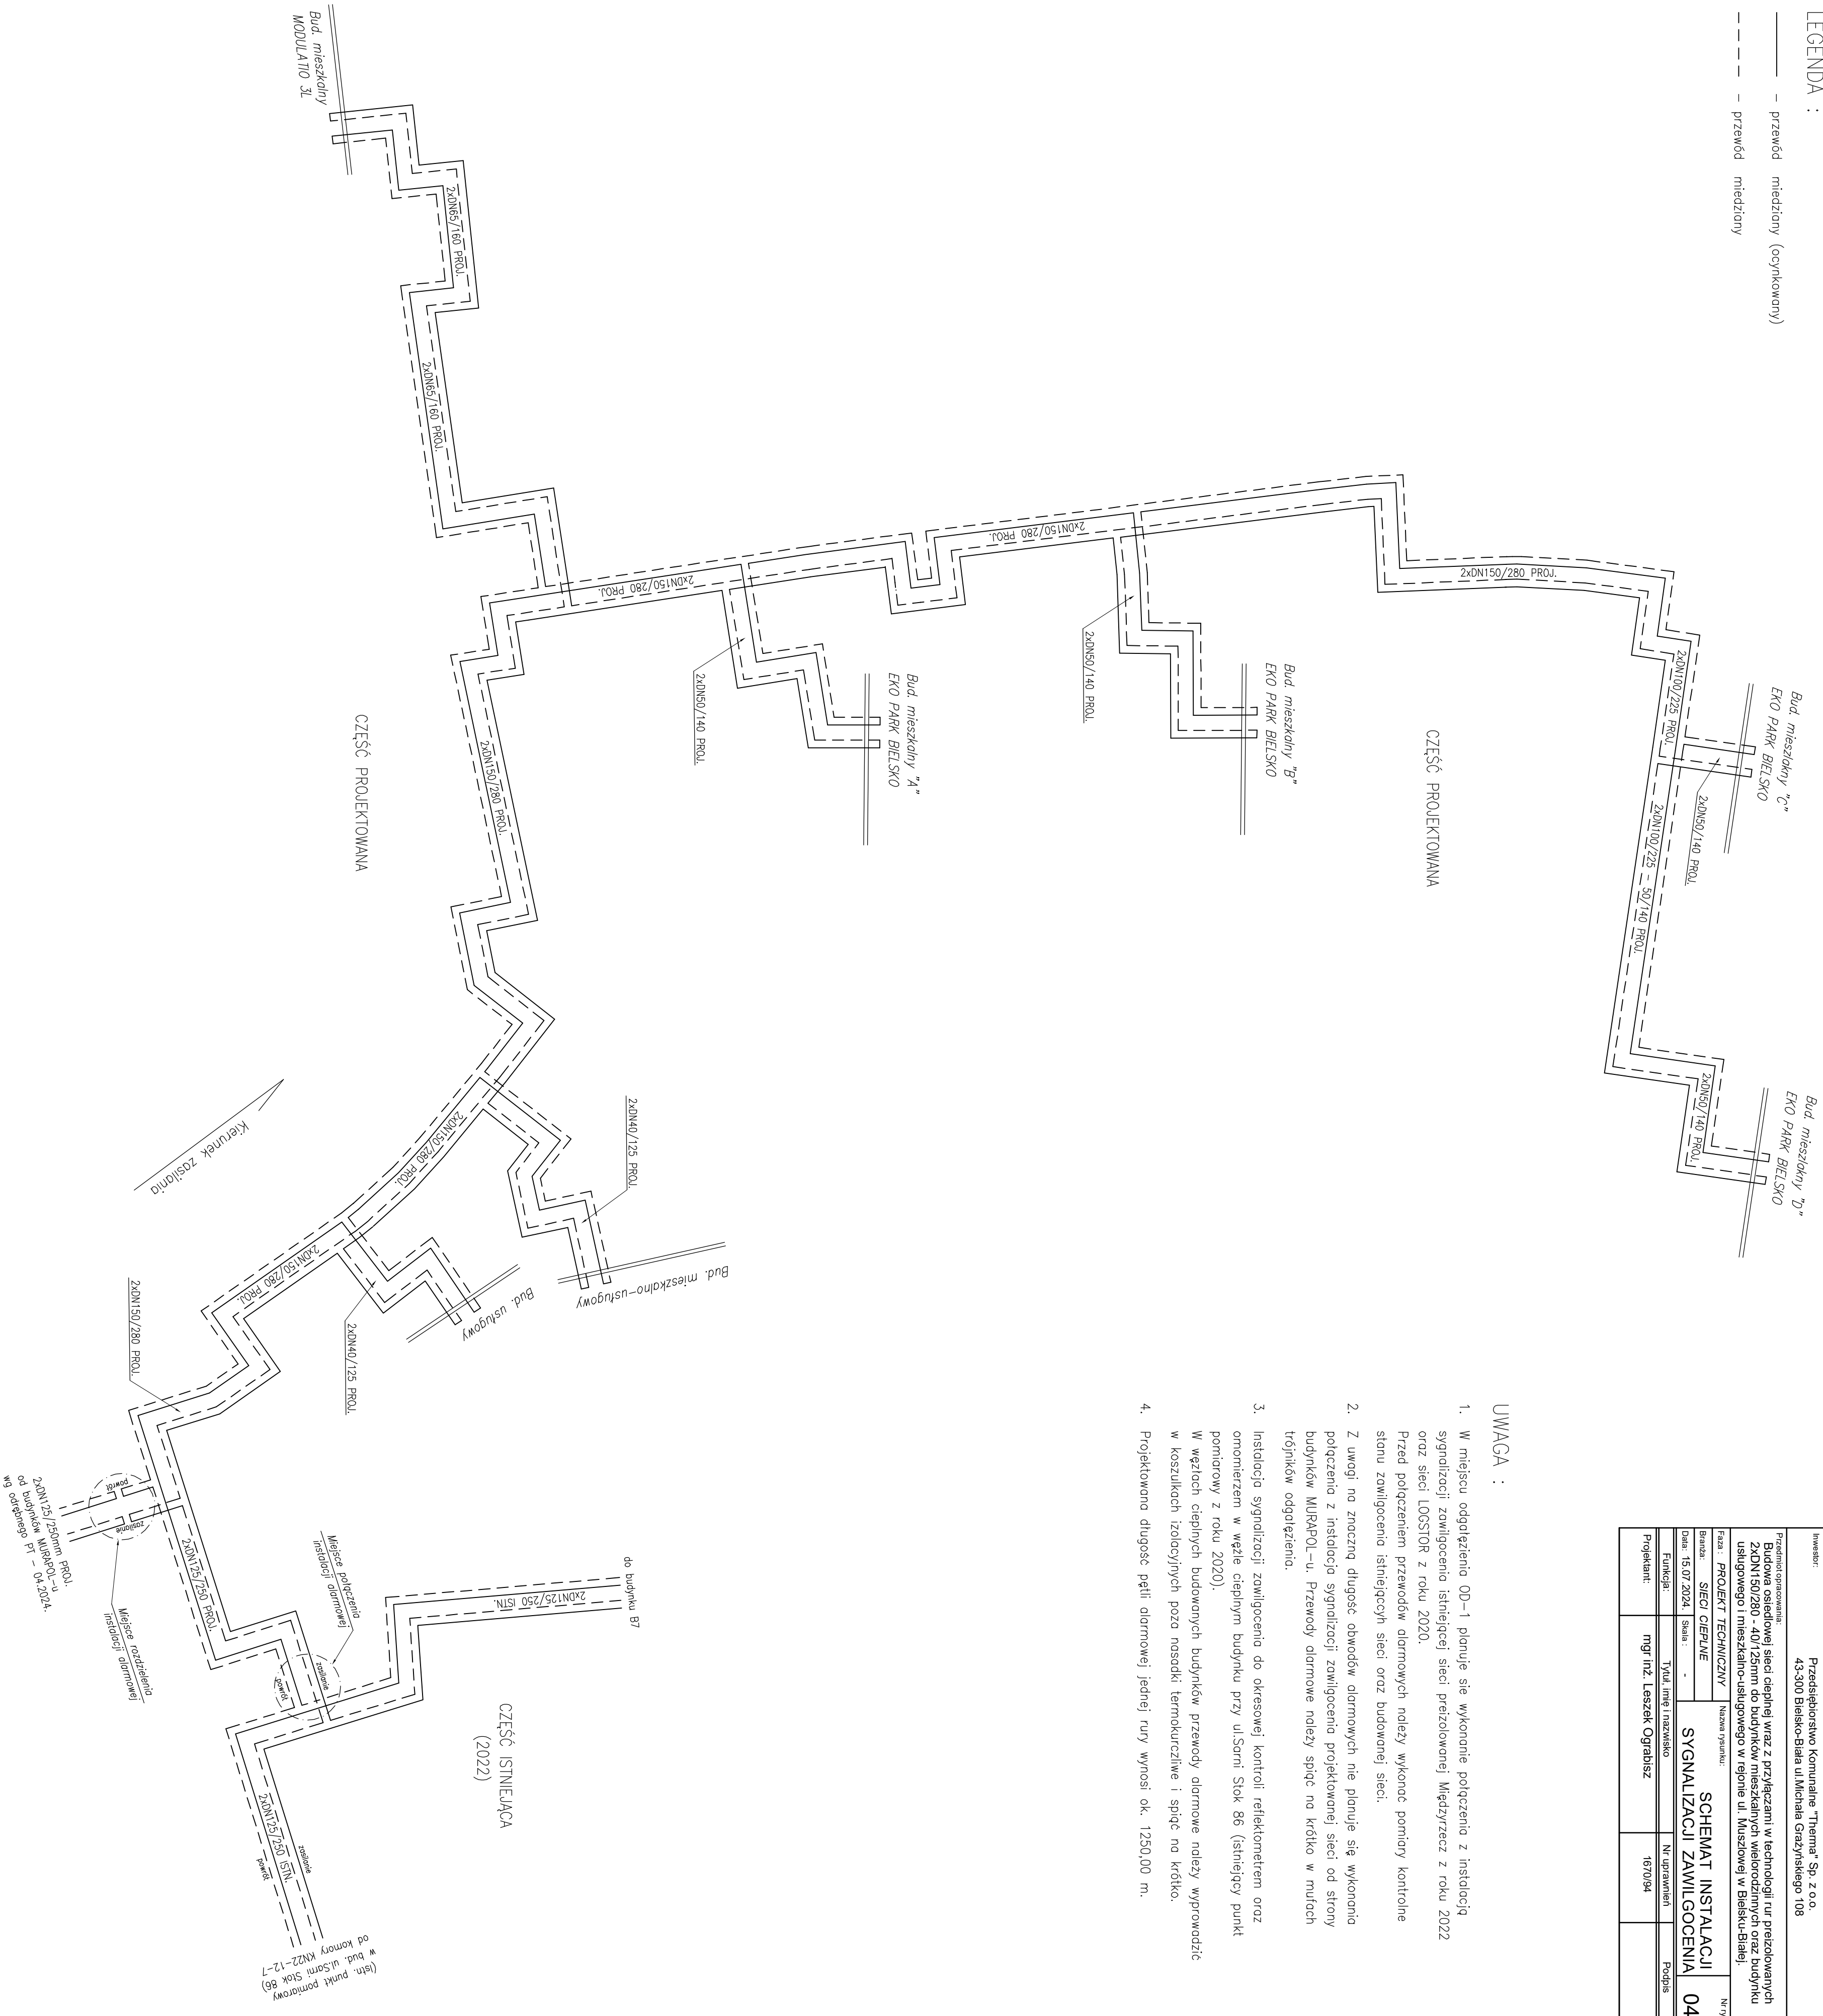 LEGENDA :
– przewód miedziany (ocynkowany)
– przewód miedziany
Bud. mieszkalny
MODULATIO 3L
2xDN65/160 PROJ.
2xDN65/160 PROJ.
2xDN150/280 PROJ.
2xDN150/280 PROJ.
2xDN150/280 PROJ.
2xDN100/225 PROJ.
2xDN50/140 PROJ.
Bud. mieszlakny "C"
EKO PARK BIELSKO
2xDN100/225 – 50/140 PROJ.
2xDN50/140 PROJ.
Bud. mieszlakny "D"
EKO PARK BIELSKO
2xDN50/140 PROJ.
Bud. mieszkalny "B"
EKO PARK BIELSKO
2xDN50/140 PROJ.
Bud. mieszkalny "A"
EKO PARK BIELSKO
CZĘŚĆ PROJEKTOWANA
CZĘŚĆ PROJEKTOWANA
2xDN150/280 PROJ.
2xDN150/280 PROJ.
2xDN40/125 PROJ.
Bud. mieszkalno-usługowy
Kierunek zasilania
2xDN150/280 PROJ.
2xDN40/125 PROJ.
Bud. usługowy
2xDN150/280 PROJ.
powrót
zasilanie
2xDN125/250mm PROJ.
od budynków MURAPOL-u
wg odrębnego PT – 04.2024.
Miejsce rozdzielenia
instalacji alarmowej
2xDN125/250 PROJ.
Miejsce połączenia
instalacji alarmowej
zasilanie
powrót
do budynku B7
2xDN125/250 ISTN.
CZĘŚĆ ISTNIEJĄCA
(2022)
2xDN125/250 ISTN.
zasilanie
powrót
od komory KN22-12-7
(istn. punkt pomiarowy
w bud. ul.Sarni Stok 86)
UWAGA :
1. W miejscu odgałęzienia OD-1 planuje sie wykonanie połączenia z instalacją
sygnalizacji zawilgocenia istniejącej sieci preizolowanej Międzyrzecz z roku 2022
oraz sieci LOGSTOR z roku 2020.
Przed połączeniem przewodów alarmowych należy wykonać pomiary kontrolne
stanu zawilgocenia istniejąccyh sieci oraz budowanej sieci.
2. Z uwagi na znaczną długość obwodów alarmowych nie planuje się wykonania
połączenia z instalacją sygnalizacji zawilgocenia projektowanej sieci od strony
budynków MURAPOL-u. Przewody alarmowe należy spiąć na krótko w mufach
trójników odgałęzienia.
3. Instalacja sygnalizacji zawilgocenia do okresowej kontroli reflektometrem oraz
omomierzem w węźle cieplnym budynku przy ul.Sarni Stok 86 (istniejący punkt
pomiarowy z roku 2020).
W węzłach cieplnych budowanych budynków przewody alarmowe należy wyprowadzić
w koszulkach izolacyjnych poza nasadki termokurczliwe i spiąć na krótko.
4. Projektowana długość pętli alarmowej jednej rury wynosi ok. 1250,00 m.
Inwestor:
Przedsiębiorstwo Komunalne "Therma" Sp. z o.o.
43-300 Bielsko-Biała ul.Michała Grażyńskiego 108
Przedmiot opracowania:
Budowa osiedlowej sieci cieplnej wraz z przyłączami w technologii rur preizolowanych
2xDN150/280 - 40/125mm do budynków mieszkalnych wielorodzinnych oraz budynku
usługowego i mieszkalno-usługowego w rejonie ul. Muszlowej w Bielsku-Białej.
Faza : PROJEKT TECHNICZNY
Branża: SIECI CIEPLNE
Data: 15.07.2024. Skala : -
Nazwa rysunku:
SCHEMAT INSTALACJI
SYGNALIZACJI ZAWILGOCENIA
04
Funkcja: Tytuł, imię i nazwisko Nr uprawnień Podpis
Projektant: mgr inż. Leszek Ograbisz 1670/94